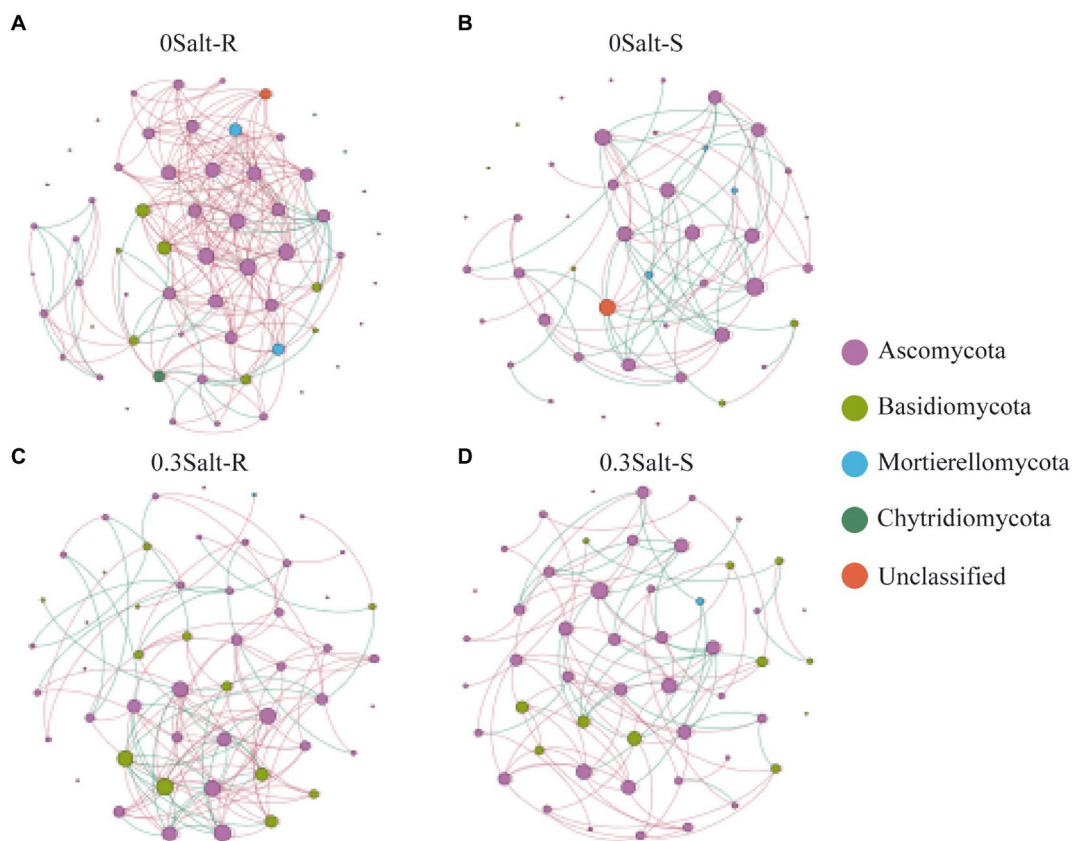 A
0Salt-R
B
0Salt-S
Ascomycota
Basidiomycota
Mortierellomycota
Chytridiomycota
Unclassified
C
0.3Salt-R
D
0.3Salt-S